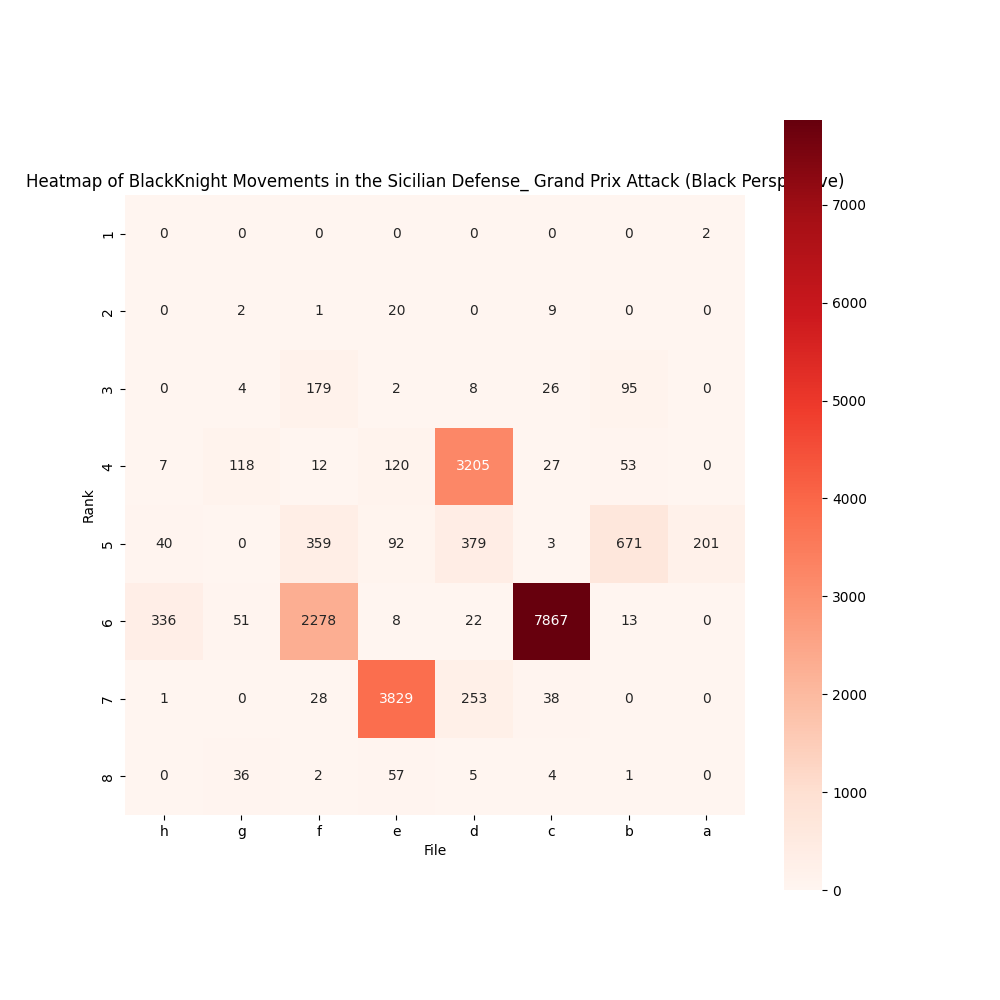 Heatmap of BlackKnight Movements in the Sicilian Defense_ Grand Prix Attack (Black Perspective)
1 0 0 0 0 0 0 0 2
2 0 2 1 20 0 9 0 0
3 0 4 179 2 8 26 95 0
4 7 118 12 120 3205 27 53 0
Rank
5 40 0 359 92 379 3 671 201
6 336 51 2278 8 22 7867 13 0
7 1 0 28 3829 253 38 0 0
8 0 36 2 57 5 4 1 0
h g f e d c b a
File
7000
6000
5000
4000
3000
2000
1000
0